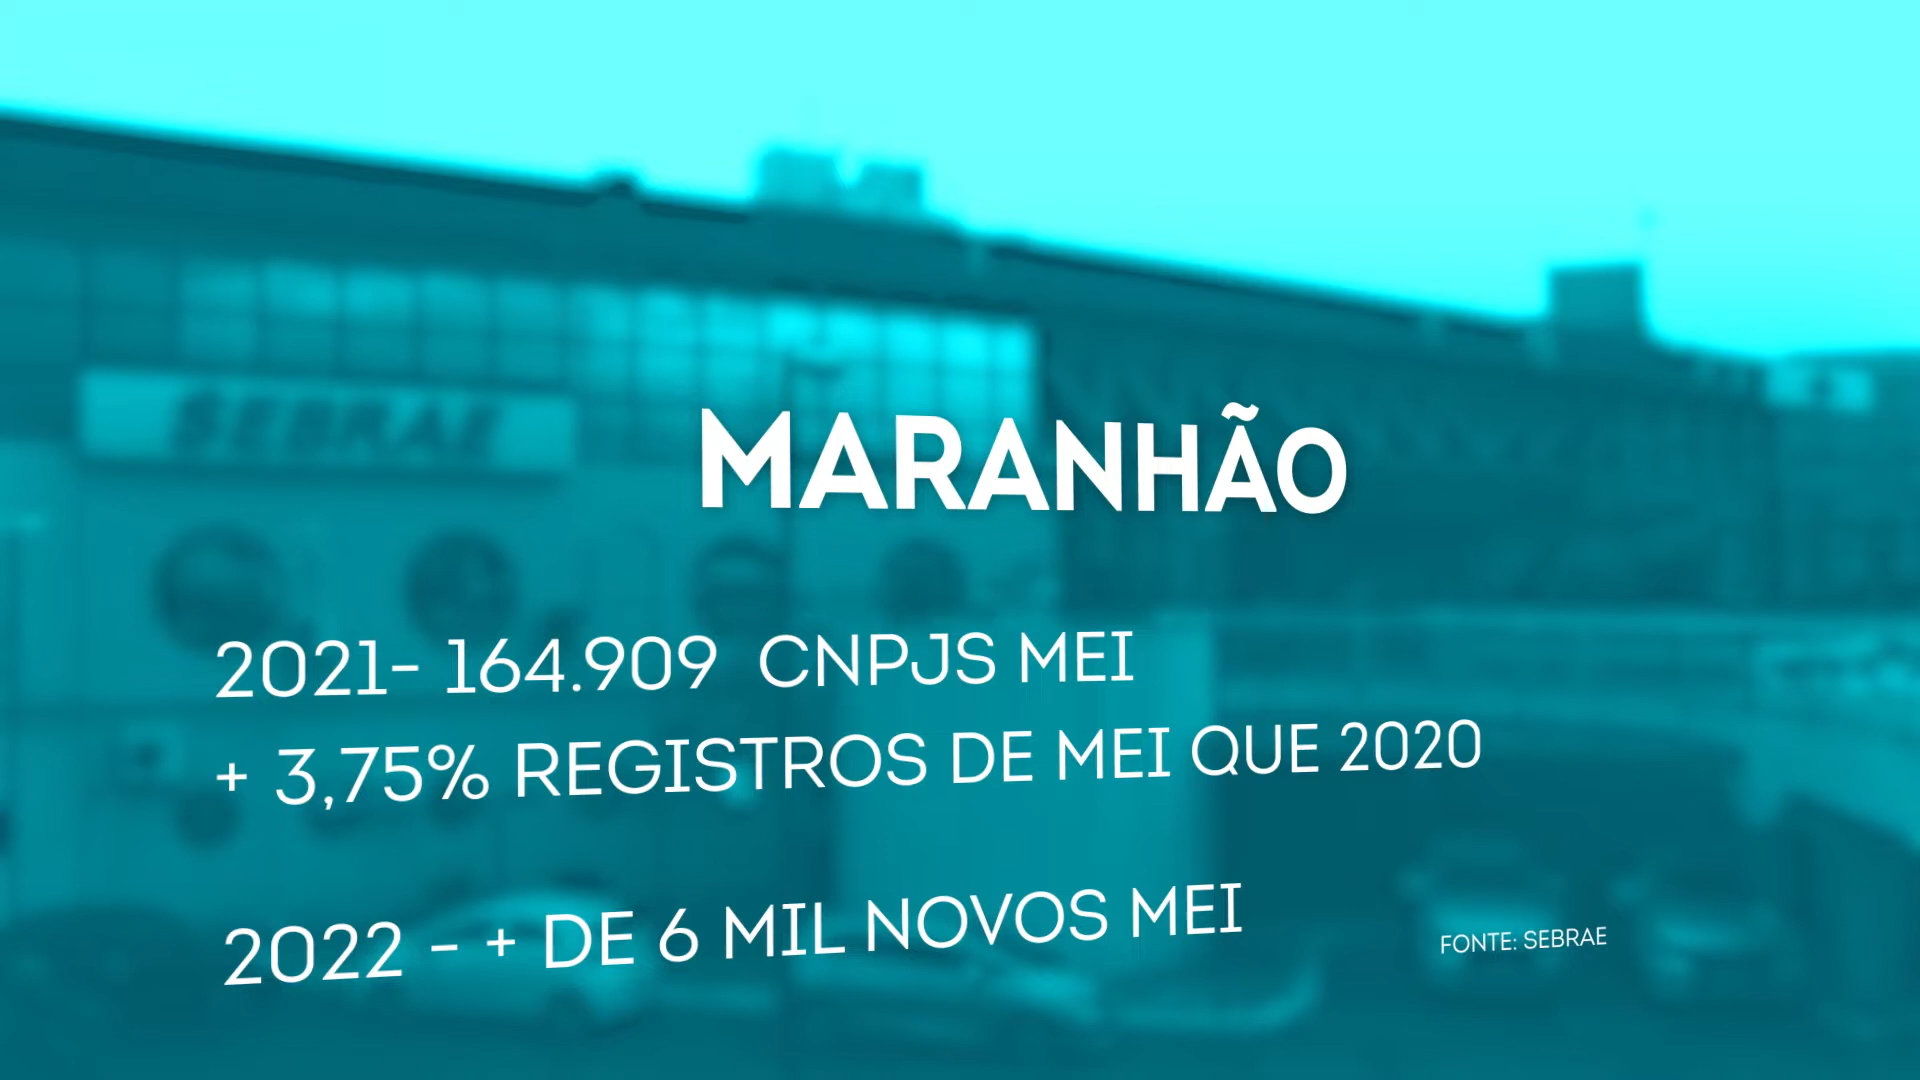 SEBRAE
MARANHÃO
2021- 164.909 CNPJS MEI
+ 3,75% REGISTROS DE MEI QUE 2020
2022 - + DE 6 MIL NOVOS MEI
FONTE: SEBRAE